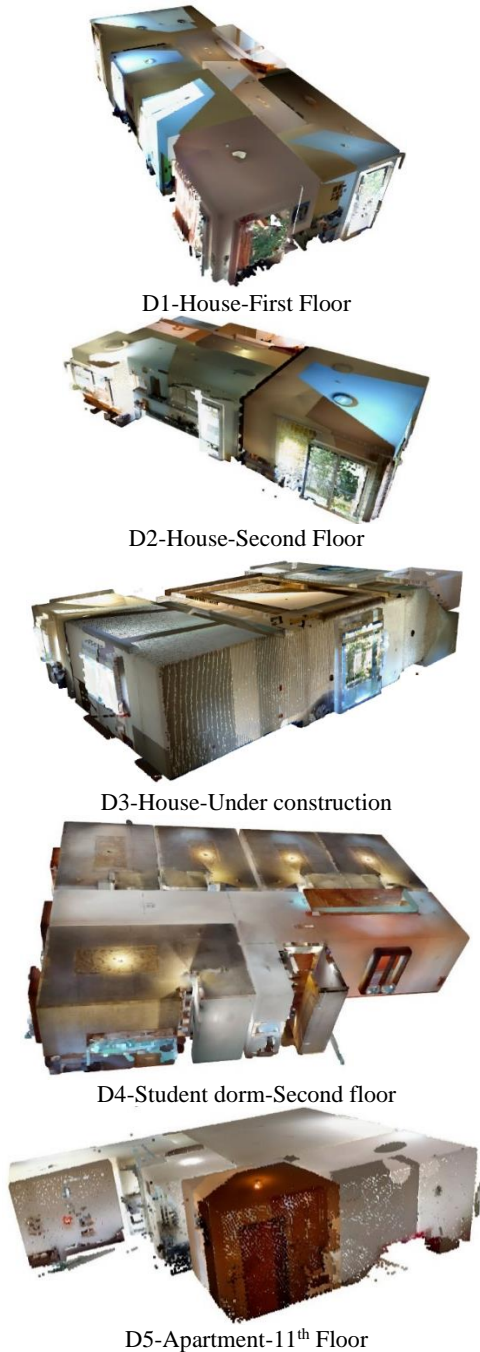 D1-House-First Floor
D2-House-Second Floor
D3-House-Under construction
D4-Student dorm-Second floor
D5-Apartment-11th Floor